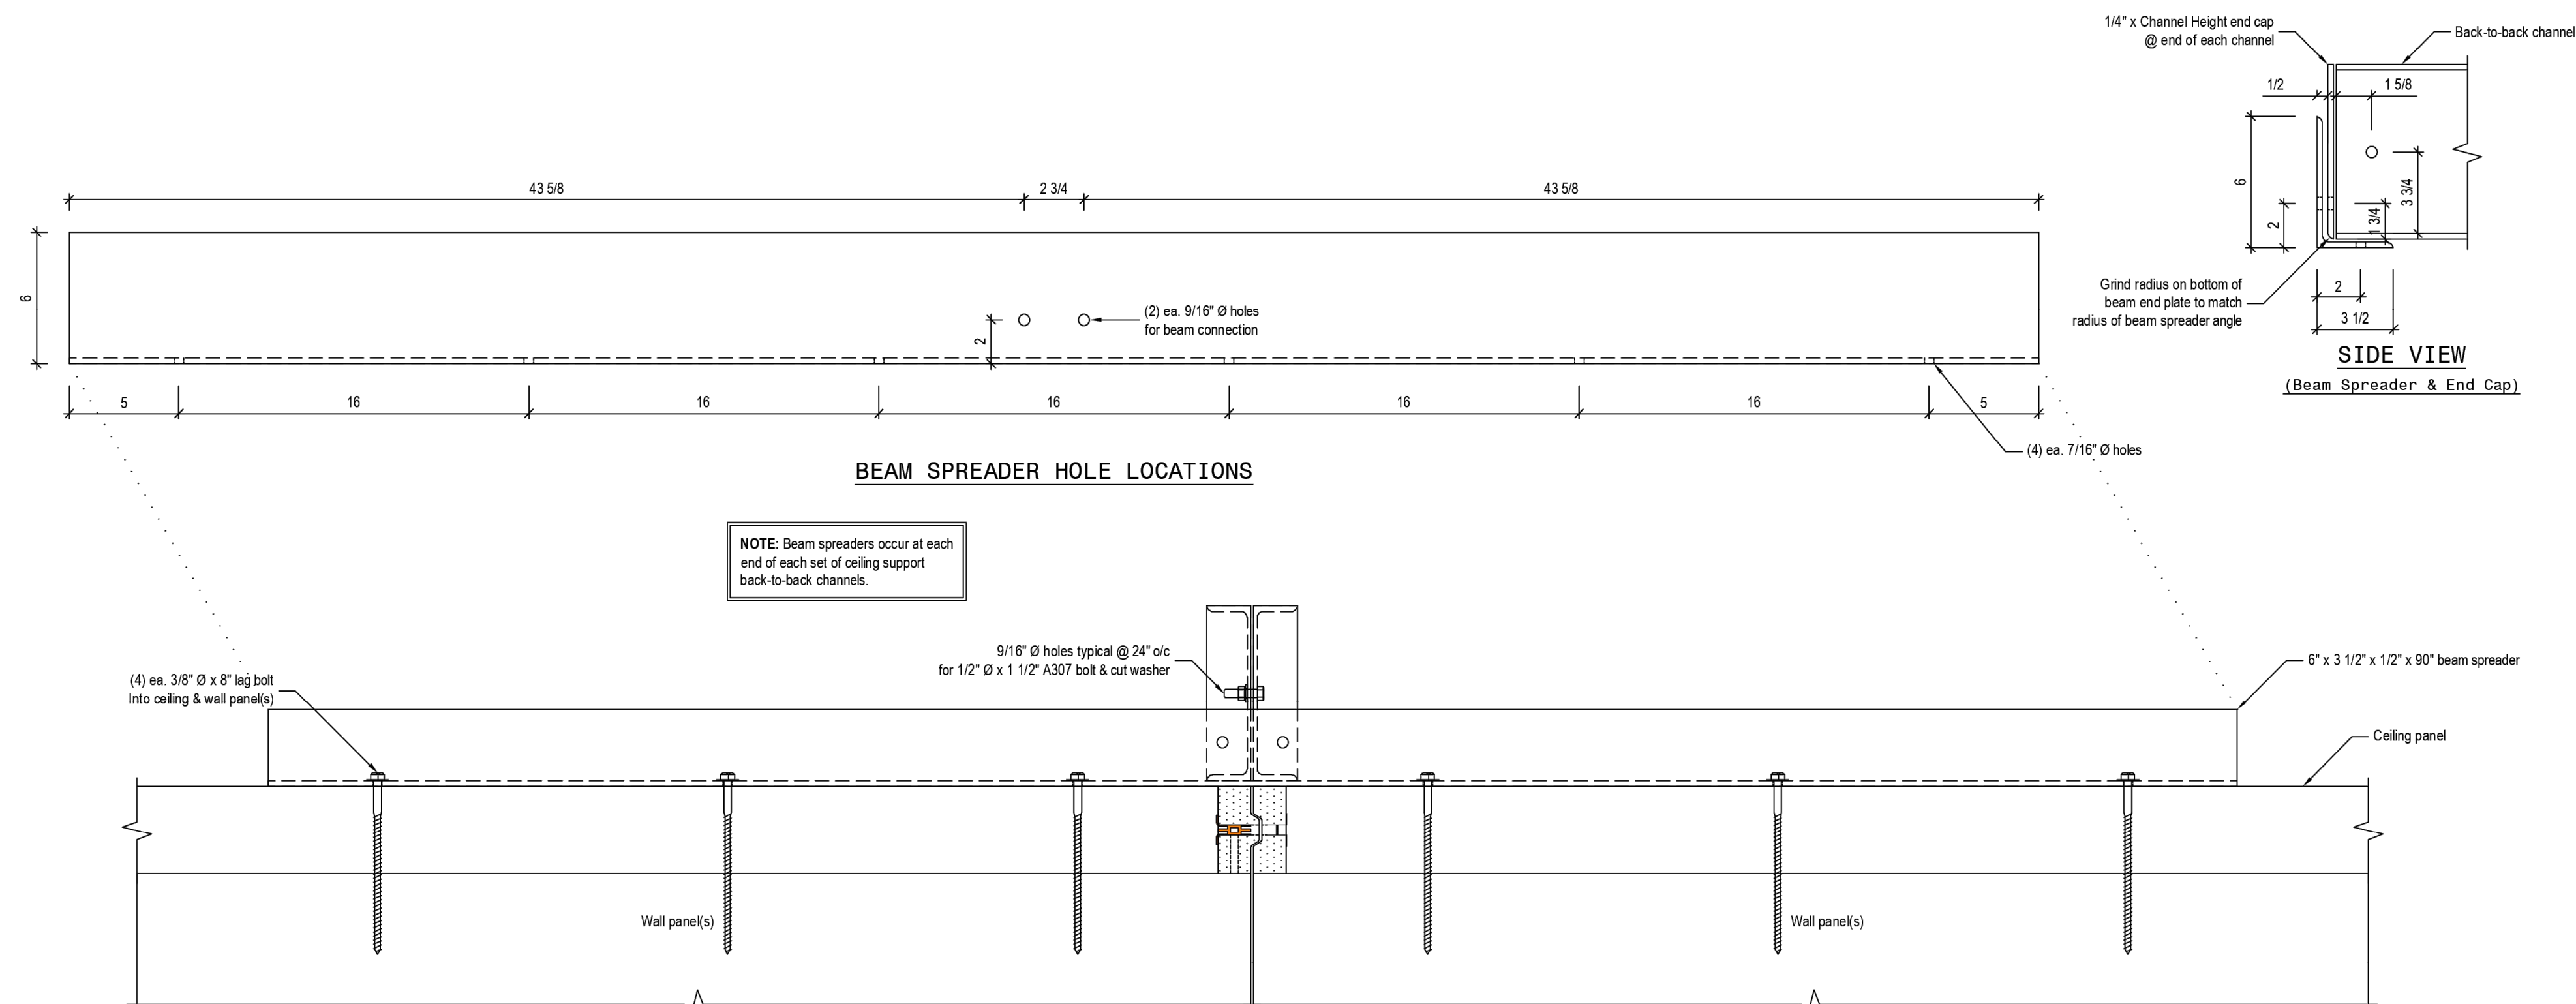 1/4" x Channel Height end cap
@ end of each channel
Back-to-back channel
1/2
1 5/8
6
2
1 3/4
3 3/4
Grind radius on bottom of
beam end plate to match
radius of beam spreader angle
2
3 1/2
SIDE VIEW
(Beam Spreader & End Cap)
43 5/8
2 3/4
43 5/8
6
2
(2) ea. 9/16" Ø holes
for beam connection
5
16
16
16
16
16
5
(4) ea. 7/16" Ø holes
BEAM SPREADER HOLE LOCATIONS
NOTE: Beam spreaders occur at each
end of each set of ceiling support
back-to-back channels.
9/16" Ø holes typical @ 24" o/c
for 1/2" Ø x 1 1/2" A307 bolt & cut washer
(4) ea. 3/8" Ø x 8" lag bolt
Into ceiling & wall panel(s)
6" x 3 1/2" x 1/2" x 90" beam spreader
Ceiling panel
Wall panel(s)
Wall panel(s)